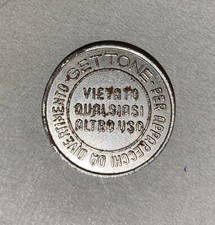 GETTONE PER APPARECCHI DA DIVERTIMENTO
VIETATO
QUALSIASI
ALTRO USO